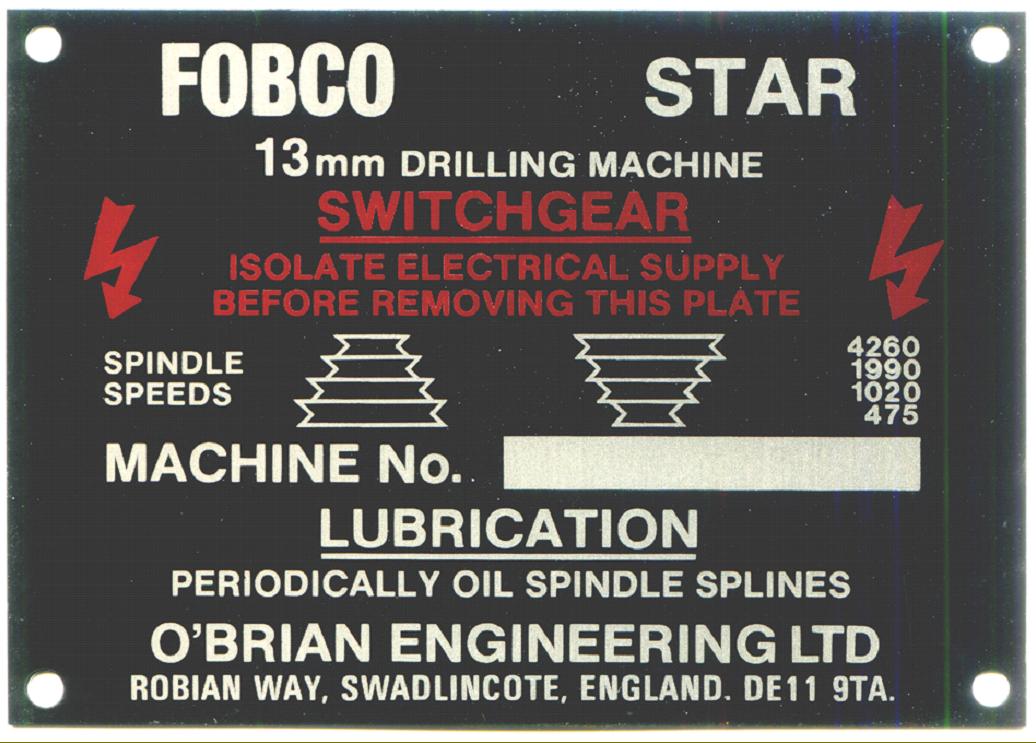 FOBCO STAR
13mm DRILLING MACHINE
SWITCHGEAR
ISOLATE ELECTRICAL SUPPLY
BEFORE REMOVING THIS PLATE
SPINDLE
SPEEDS
4260
1990
1020
475
MACHINE No.
LUBRICATION
PERIODICALLY OIL SPINDLE SPLINES
O'BRIAN ENGINEERING LTD
ROBIAN WAY, SWADLINCOTE, ENGLAND. DE11 9TA.